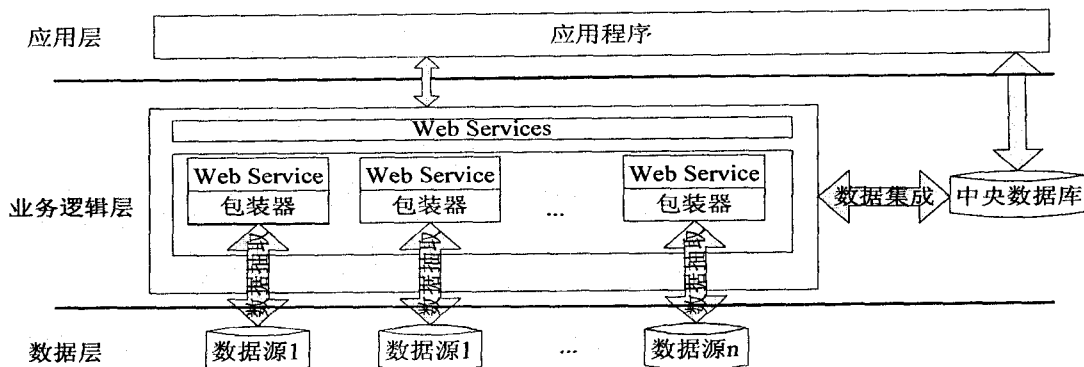 应用层
应用程序
Web Services
Web Service
Web Service
Web Service
业务逻辑层
包装器
包装器
...
包装器
数据集成
中央数据库
数据抽取
数据抽取
数据抽取
数据层
数据源1
数据源1
...
数据源n